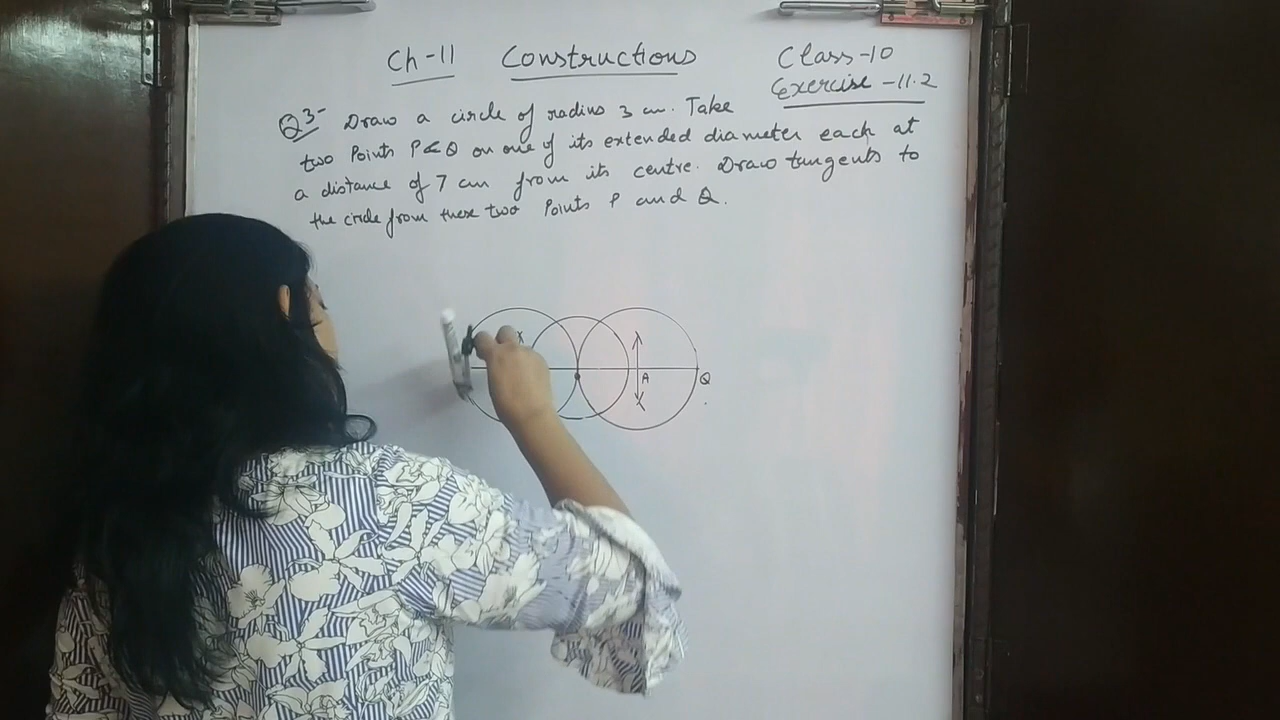 Ch-11 Constructions Class-10
Exercise-11.2
Q3- Draw a circle of radius 3 cm. Take
two Points P & Q on one of its extended diameter each at
a distance of 7 cm from its centre. Draw tangents to
the circle from these two Points P and Q.
A
Q